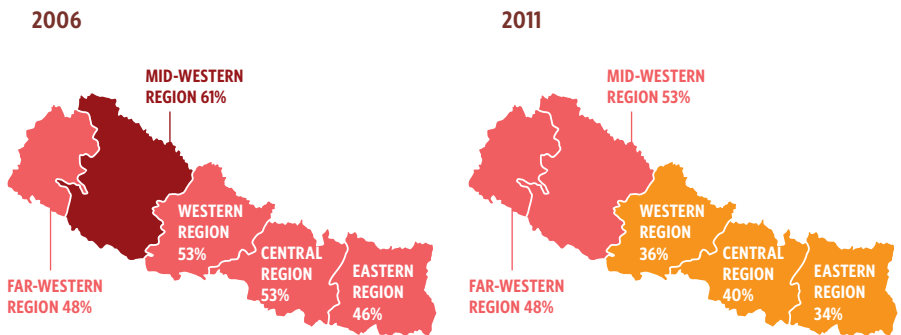 2006
MID-WESTERN
REGION 61%
WESTERN
REGION
53%
CENTRAL
REGION
53%
EASTERN
REGION
46%
FAR-WESTERN
REGION 48%
2011
MID-WESTERN
REGION 53%
WESTERN
REGION
36%
CENTRAL
REGION
40%
EASTERN
REGION
34%
FAR-WESTERN
REGION 48%